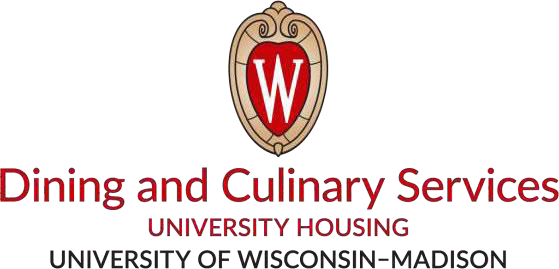 W
Dining and Culinary Services
UNIVERSITY HOUSING
UNIVERSITY OF WISCONSIN–MADISON